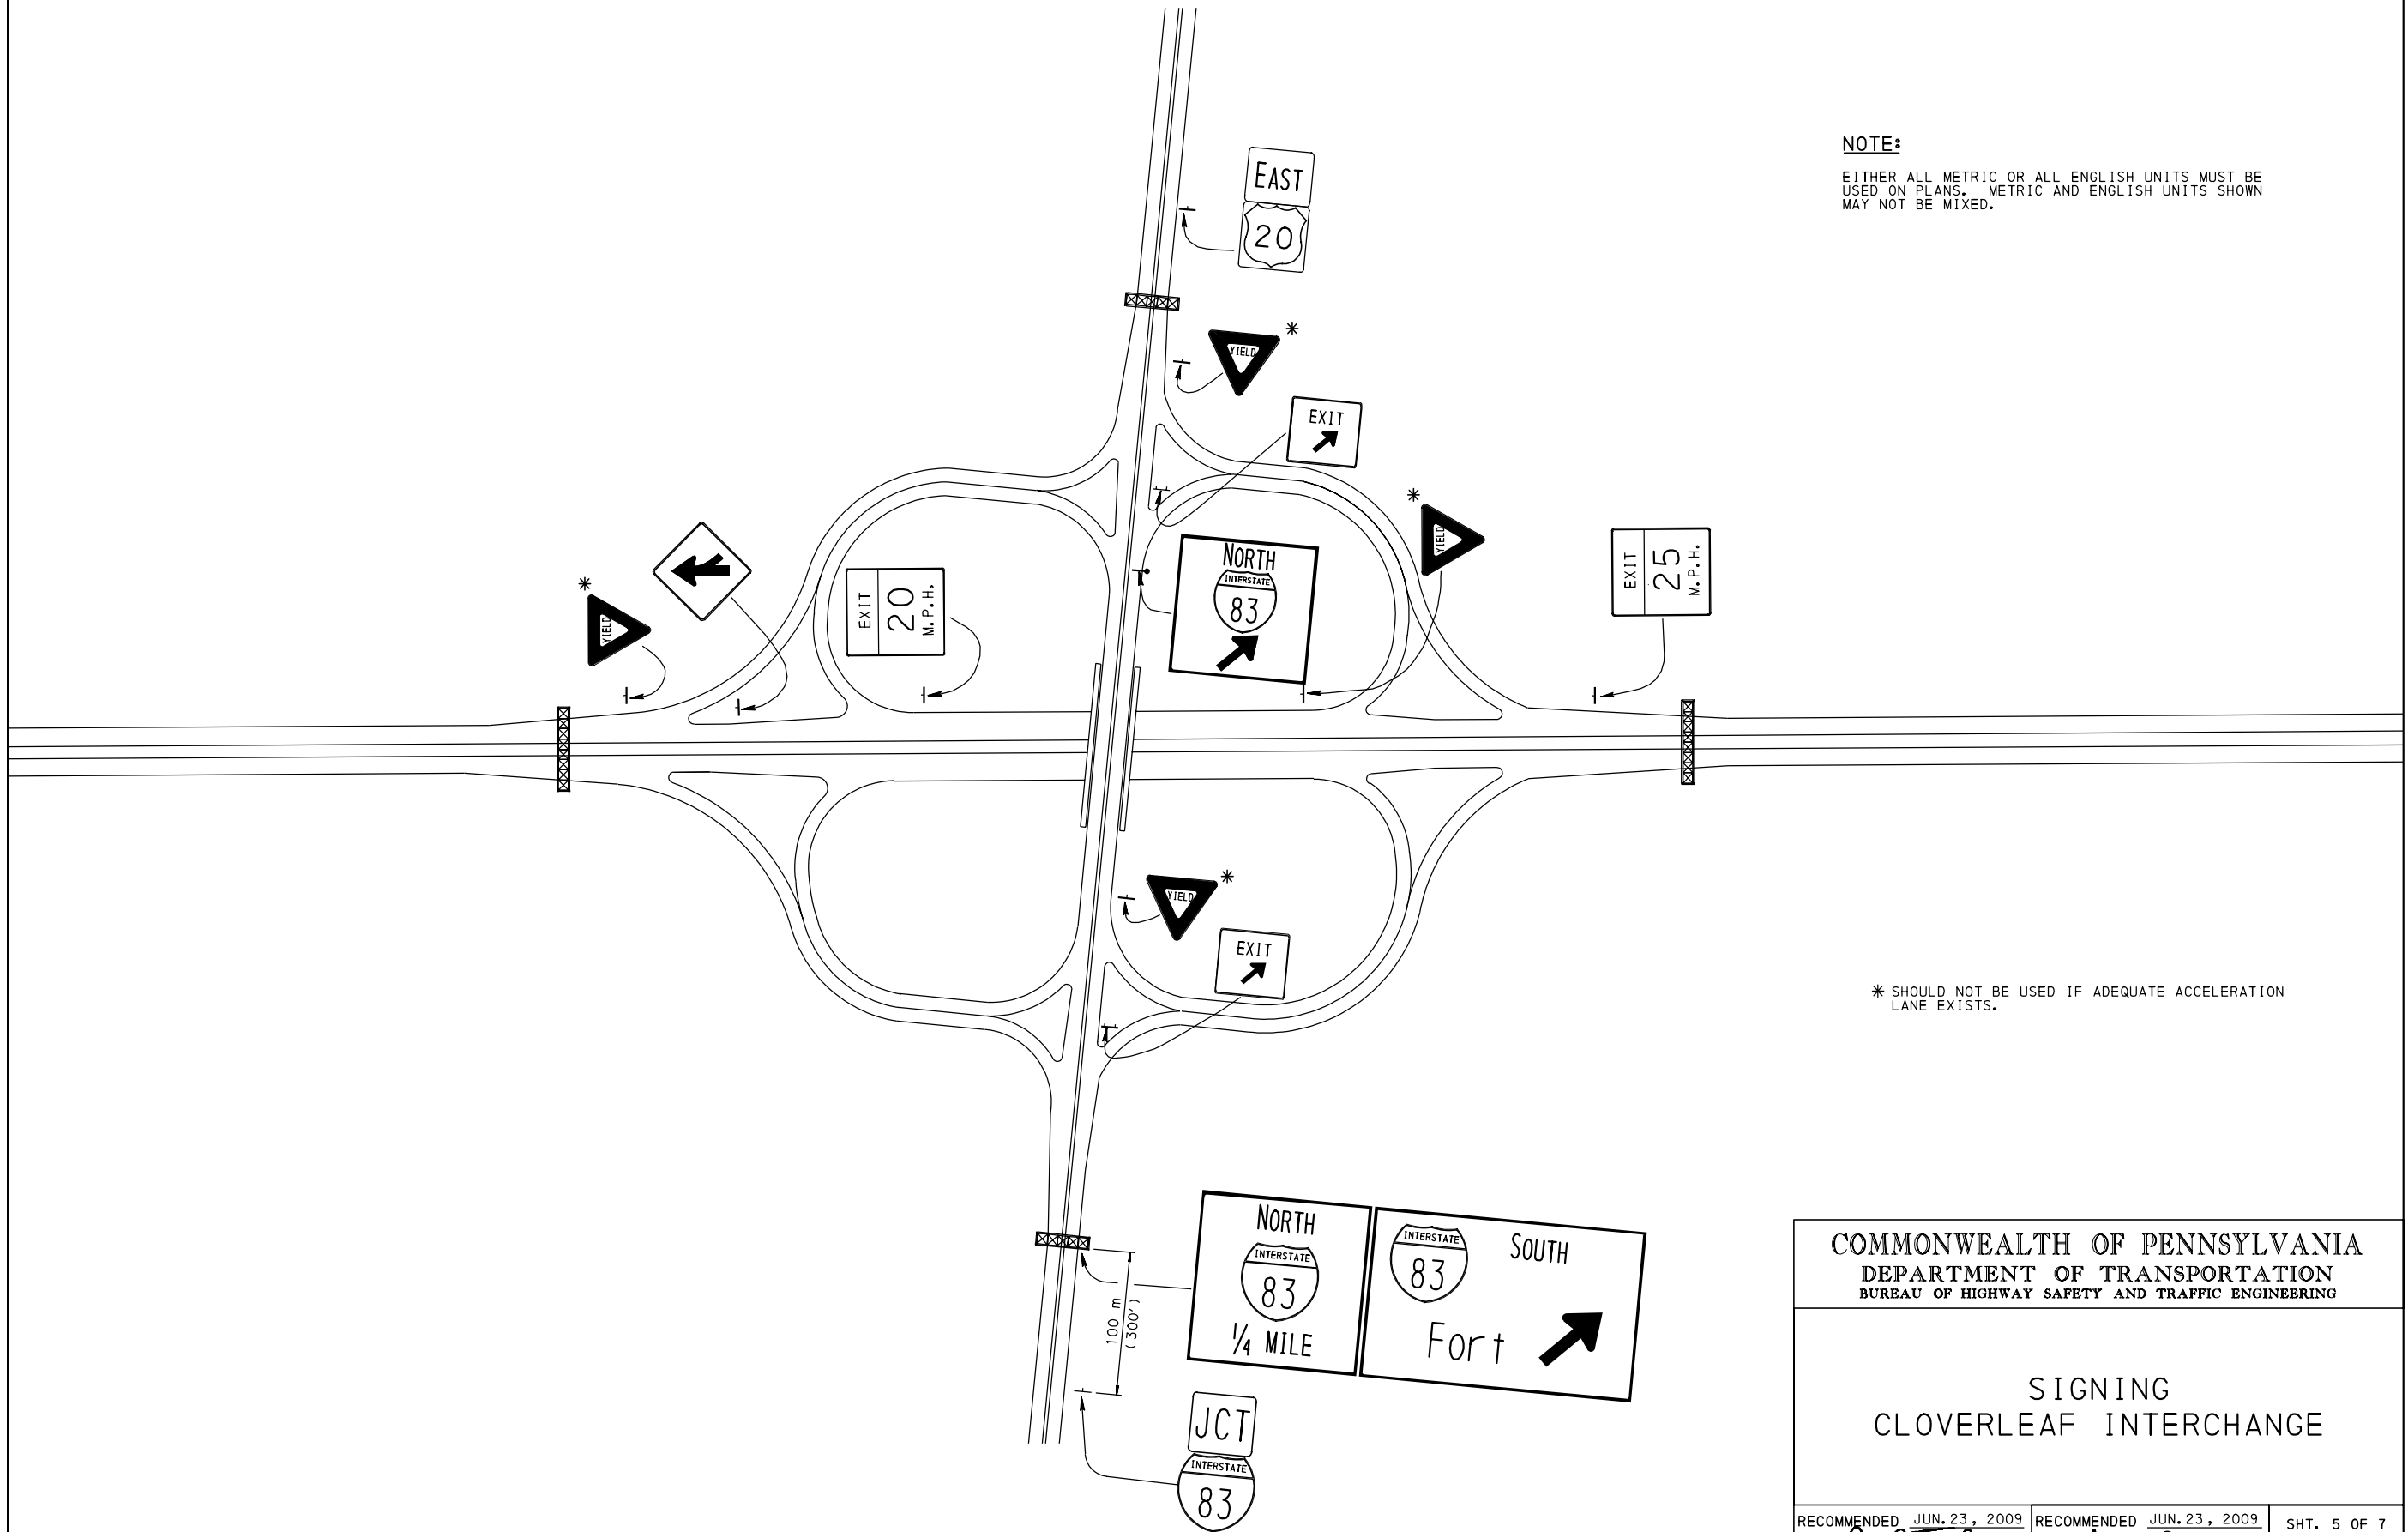 EAST
20
NOTE:
EITHER ALL METRIC OR ALL ENGLISH UNITS MUST BE
USED ON PLANS. METRIC AND ENGLISH UNITS SHOWN
MAY NOT BE MIXED.
YIELD
*
EXIT
*
YIELD
EXIT
25
M.P.H.
*
YIELD
EXIT
20
M.P.H.
NORTH
INTERSTATE
83
YIELD
*
EXIT
* SHOULD NOT BE USED IF ADEQUATE ACCELERATION
LANE EXISTS.
NORTH
INTERSTATE
83
1/4 MILE
INTERSTATE
83
SOUTH
Fort
100 m
(300')
JCT
INTERSTATE
83
COMMONWEALTH OF PENNSYLVANIA
DEPARTMENT OF TRANSPORTATION
BUREAU OF HIGHWAY SAFETY AND TRAFFIC ENGINEERING
SIGNING
CLOVERLEAF INTERCHANGE
RECOMMENDED JUN.23, 2009
RECOMMENDED JUN.23, 2009
SHT. 5 OF 7